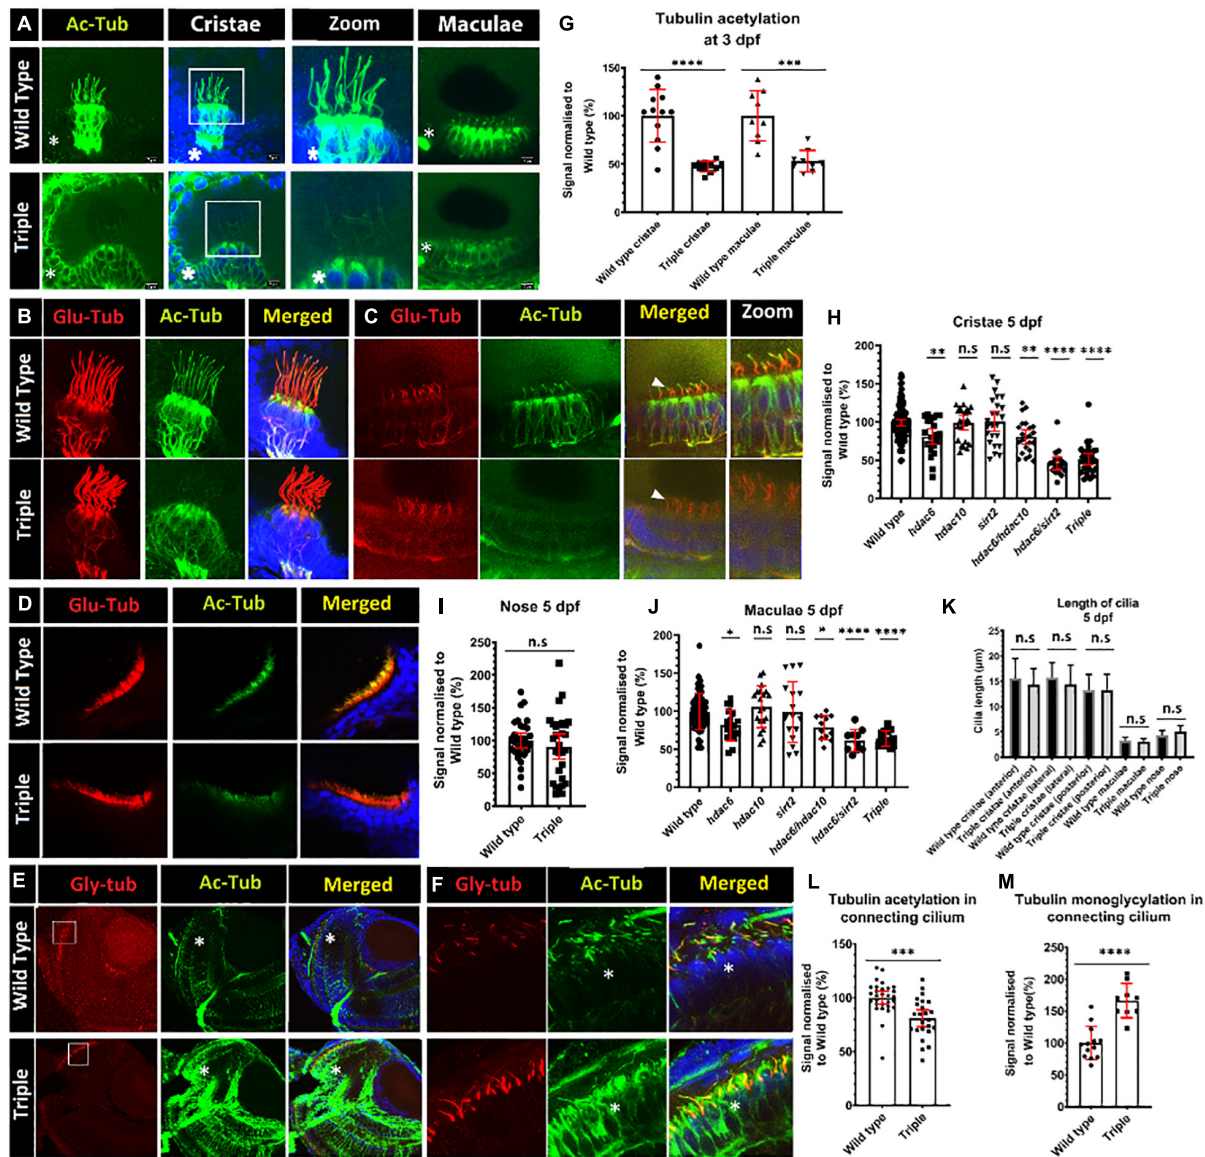 A Ac-Tub Cristae Zoom Maculae
Wild Type
* * * *
Triple
* * * *
G Tubulin acetylation
at 3 dpf
Signal normalised to
Wild type (%)
150
100
50
0
**** ***
Wild type cristae
Triple cristae
Wild type maculae
Triple maculae
B Glu-Tub Ac-Tub Merged
Wild Type
Triple
C Glu-Tub Ac-Tub Merged Zoom
H Cristae 5 dpf
Signal normalised to
Wild type (%)
200
150
100
50
0
** n.s n.s ** **** ****
Wild type
hdac6
hdac10
sirt2
hdac6/hdac10
hdac6/sirt2
Triple
D Glu-Tub Ac-Tub Merged
Wild Type
Triple
I Nose 5 dpf
Signal normalised to
Wild type (%)
250
200
150
100
50
0
n.s
Wild type
Triple
J Maculae 5 dpf
Signal normalised to
Wild type (%)
200
150
100
50
0
* n.s n.s * **** ****
Wild type
hdac6
hdac10
sirt2
hdac6/hdac10
hdac6/sirt2
Triple
K Length of cilia
5 dpf
Cilia length (μm)
25
20
15
10
5
0
n.s n.s n.s n.s n.s
Wild type cristae (anterior)
Triple cristae (anterior)
Wild type cristae (lateral)
Triple cristae (lateral)
Wild type cristae (posterior)
Triple cristae (posterior)
Wild type maculae
Triple maculae
Wild type nose
Triple nose
E Gly-tub Ac-Tub Merged
Wild Type
* *
Triple
* *
F Gly-tub Ac-Tub Merged
* *
* *
L Tubulin acetylation in
connecting cilium
Signal normalised
to Wild type (%)
150
100
50
0
***
Wild type
Triple
M Tubulin monoglycylation in
connecting cilium
Signal normalised
to Wild type(%)
250
200
150
100
50
0
****
Wild type
Triple